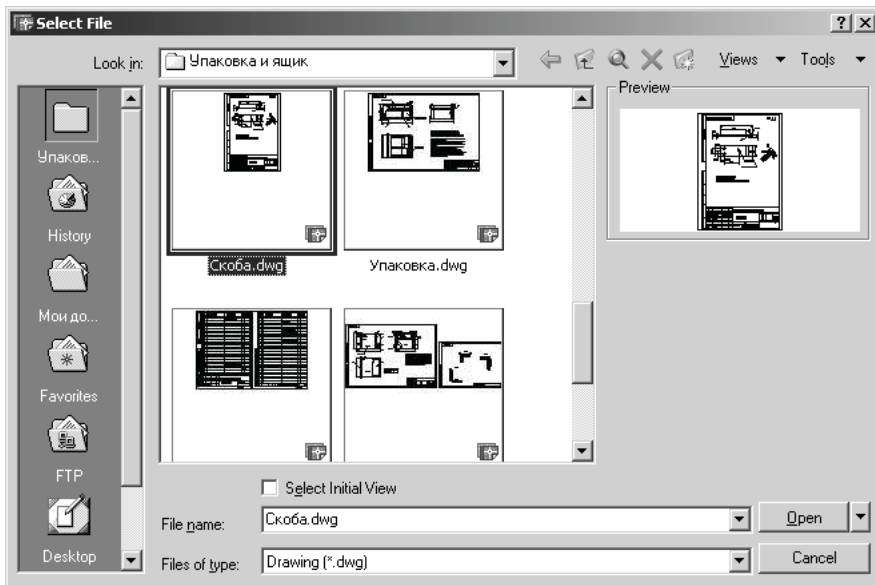 Select File
Look in: Упаковка и ящик Views Tools
Preview
Упаков...
History
Мои до...
Favorites
FTP
Desktop
Скоба.dwg Упаковка.dwg
Select Initial View
File name: Скоба.dwg Open
Files of type: Drawing (*.dwg) Cancel